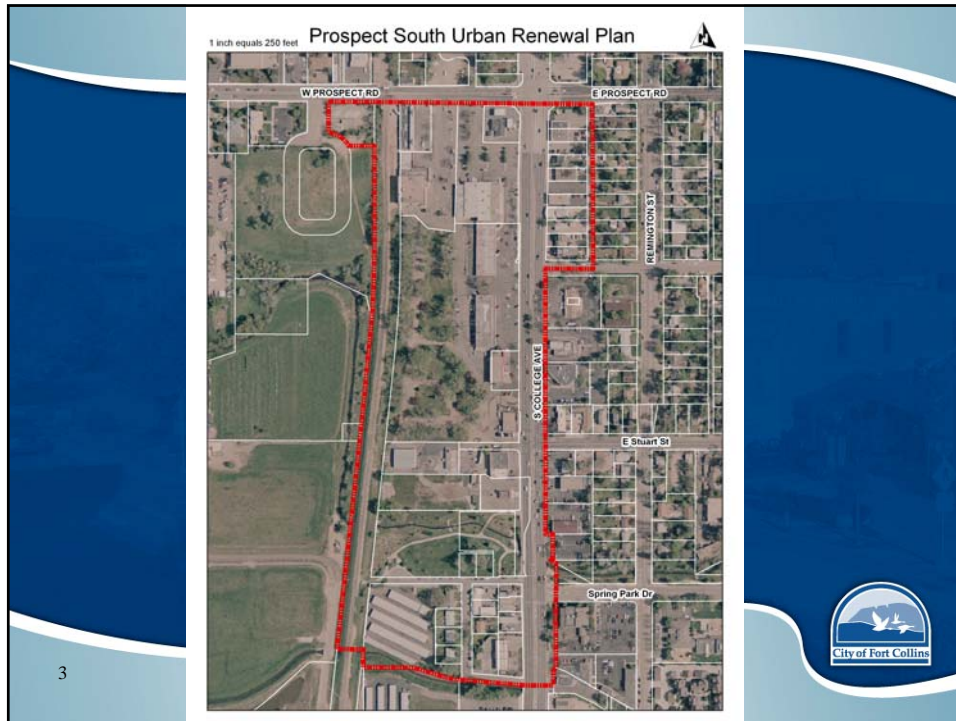 1 inch equals 250 feet
Prospect South Urban Renewal Plan
W PROSPECT RD
E PROSPECT RD
REMINGTON ST
S COLLEGE AVE
E Stuart St
Spring Park Dr
City of Fort Collins
3